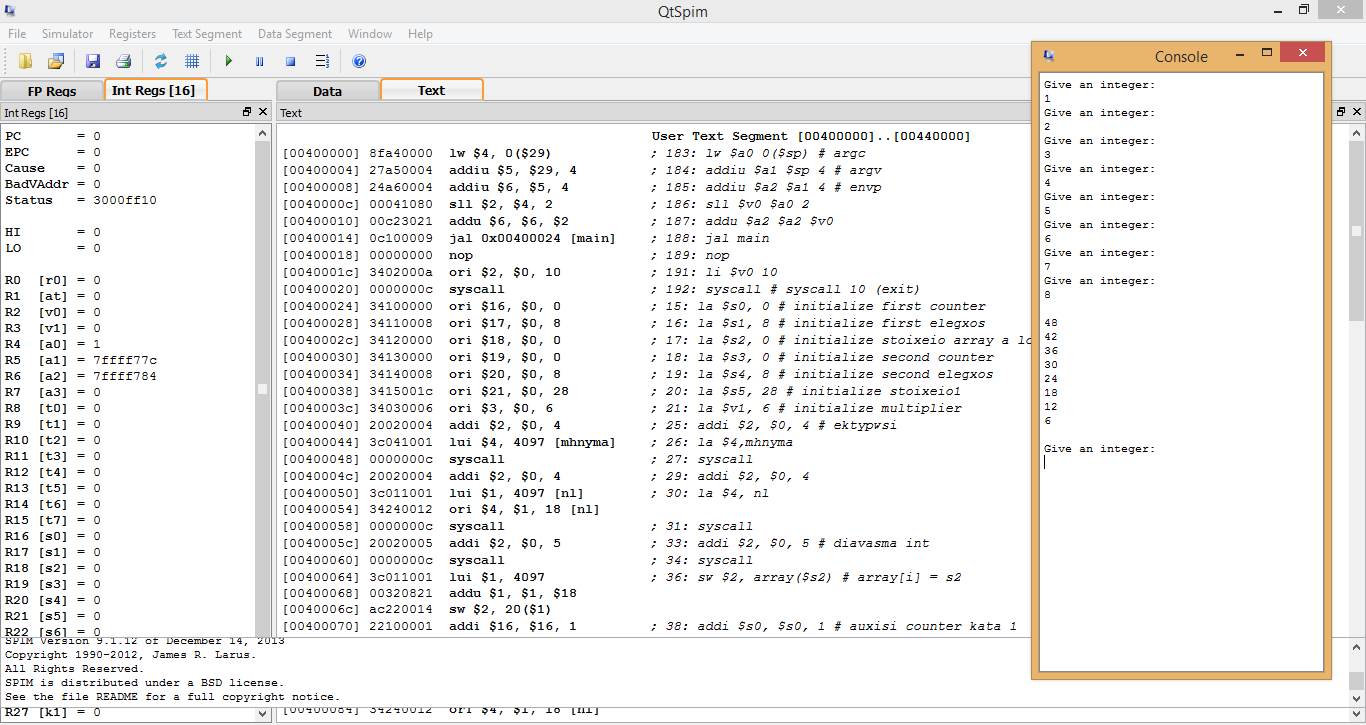 QtSpim
File Simulator Registers Text Segment Data Segment Window Help
FP Regs Int Regs [16] Data Text
Int Regs [16]
PC = 0
EPC = 0
Cause = 0
BadVAddr = 0
Status = 3000ff10
HI = 0
LO = 0
R0 [r0] = 0
R1 [at] = 0
R2 [v0] = 0
R3 [v1] = 0
R4 [a0] = 1
R5 [a1] = 7ffff77c
R6 [a2] = 7ffff784
R7 [a3] = 0
R8 [t0] = 0
R9 [t1] = 0
R10 [t2] = 0
R11 [t3] = 0
R12 [t4] = 0
R13 [t5] = 0
R14 [t6] = 0
R15 [t7] = 0
R16 [s0] = 0
R17 [s1] = 0
R18 [s2] = 0
R19 [s3] = 0
R20 [s4] = 0
R21 [s5] = 0
R22 [s6] = 0
Text
User Text Segment [00400000]..[00440000]
[00400000] 8fa40000 lw $4, 0($29) ; 183: lw $a0 0($sp) # argc
[00400004] 27a50004 addiu $5, $29, 4 ; 184: addiu $a1 $sp 4 # argv
[00400008] 24a60004 addiu $6, $5, 4 ; 185: addiu $a2 $a1 4 # envp
[0040000c] 00041080 sll $2, $4, 2 ; 186: sll $v0 $a0 2
[00400010] 00c23021 addu $6, $6, $2 ; 187: addu $a2 $a2 $v0
[00400014] 0c100009 jal 0x00400024 [main] ; 188: jal main
[00400018] 00000000 nop ; 189: nop
[0040001c] 3402000a ori $2, $0, 10 ; 191: li $v0 10
[00400020] 0000000c syscall ; 192: syscall # syscall 10 (exit)
[00400024] 34100000 ori $16, $0, 0 ; 15: la $s0, 0 # initialize first counter
[00400028] 34110008 ori $17, $0, 8 ; 16: la $s1, 8 # initialize first elegxos
[0040002c] 34120000 ori $18, $0, 0 ; 17: la $s2, 0 # initialize stoixeio array a lo
[00400030] 34130000 ori $19, $0, 0 ; 18: la $s3, 0 # initialize second counter
[00400034] 34140008 ori $20, $0, 8 ; 19: la $s4, 8 # initialize second elegxos
[00400038] 3415001c ori $21, $0, 28 ; 20: la $s5, 28 # initialize stoixeio1
[0040003c] 34030006 ori $3, $0, 6 ; 21: la $v1, 6 # initialize multiplier
[00400040] 20020004 addi $2, $0, 4 ; 25: addi $2, $0, 4 # ektypwsi
[00400044] 3c041001 lui $4, 4097 [mhnyma] ; 26: la $4,mhnyma
[00400048] 0000000c syscall ; 27: syscall
[0040004c] 20020004 addi $2, $0, 4 ; 29: addi $2, $0, 4
[00400050] 3c011001 lui $1, 4097 [nl] ; 30: la $4, nl
[00400054] 34240012 ori $4, $1, 18 [nl]
[00400058] 0000000c syscall ; 31: syscall
[0040005c] 20020005 addi $2, $0, 5 ; 33: addi $2, $0, 5 # diavasma int
[00400060] 0000000c syscall ; 34: syscall
[00400064] 3c011001 lui $1, 4097 ; 36: sw $2, array($s2) # array[i] = s2
[00400068] 00320821 addu $1, $1, $18
[0040006c] ac220014 sw $2, 20($1)
[00400070] 22100001 addi $16, $16, 1 ; 38: addi $s0, $s0, 1 # auxisi counter kata 1
SPIM Version 9.1.12 of December 14, 2013
Copyright 1990-2012, James R. Larus.
All Rights Reserved.
SPIM is distributed under a BSD license.
See the file README for a full copyright notice.
R27 [k1] = 0
[00400084] 34240012 ori $4, $1, 18 [nl]
Console
Give an integer:
1
Give an integer:
2
Give an integer:
3
Give an integer:
4
Give an integer:
5
Give an integer:
6
Give an integer:
7
Give an integer:
8
48
42
36
30
24
18
12
6
Give an integer: